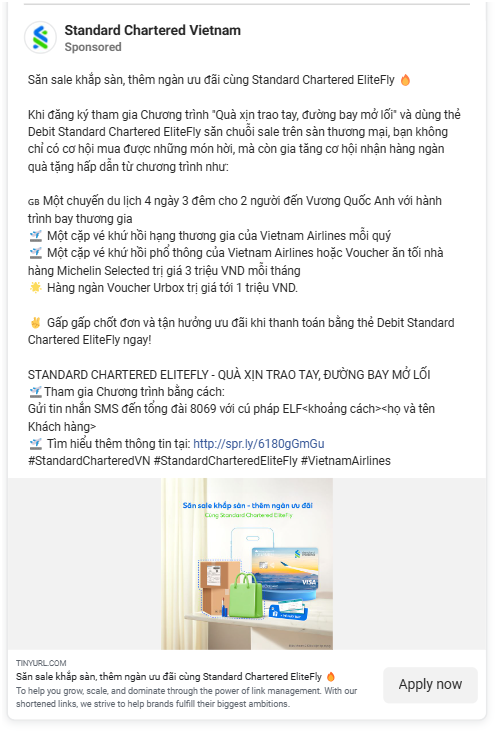 Standard Chartered Vietnam
Sponsored
Săn sale khắp sàn, thêm ngàn ưu đãi cùng Standard Chartered EliteFly 🔥
Khi đăng ký tham gia Chương trình "Quà xịn trao tay, đường bay mở lối" và dùng thẻ
Debit Standard Chartered EliteFly săn chuỗi sale trên sàn thương mại, bạn không
chỉ có cơ hội mua được những món hời, mà còn gia tăng cơ hội nhận hàng ngàn
quà tặng hấp dẫn từ chương trình như:
GB Một chuyến du lịch 4 ngày 3 đêm cho 2 người đến Vương Quốc Anh với hành
trình bay thương gia
🛫 Một cặp vé khứ hồi hạng thương gia của Vietnam Airlines mỗi quý
🛫 Một cặp vé khứ hồi phổ thông của Vietnam Airlines hoặc Voucher ăn tối nhà
hàng Michelin Selected trị giá 3 triệu VND mỗi tháng
🌟 Hàng ngàn Voucher Urbox trị giá tới 1 triệu VND.
✌️ Gấp gấp chốt đơn và tận hưởng ưu đãi khi thanh toán bằng thẻ Debit Standard
Chartered EliteFly ngay!
STANDARD CHARTERED ELITEFLY - QUÀ XỊN TRAO TAY, ĐƯỜNG BAY MỞ LỐI
🛫Tham gia Chương trình bằng cách:
Gửi tin nhắn SMS đến tổng đài 8069 với cú pháp ELF<khoảng cách><họ và tên
Khách hàng>
🛫 Tìm hiểu thêm thông tin tại: http://spr.ly/6180gGmGu
#StandardCharteredVN #StandardCharteredEliteFly #VietnamAirlines
Săn sale khắp sàn - thêm ngàn ưu đãi
Cùng Standard Chartered EliteFly
VISA
TINYURL.COM
Săn sale khắp sàn, thêm ngàn ưu đãi cùng Standard Chartered EliteFly 🔥
To help you grow, scale, and dominate through the power of link management. With our
shortened links, we strive to help brands fulfill their biggest ambitions.
Apply now